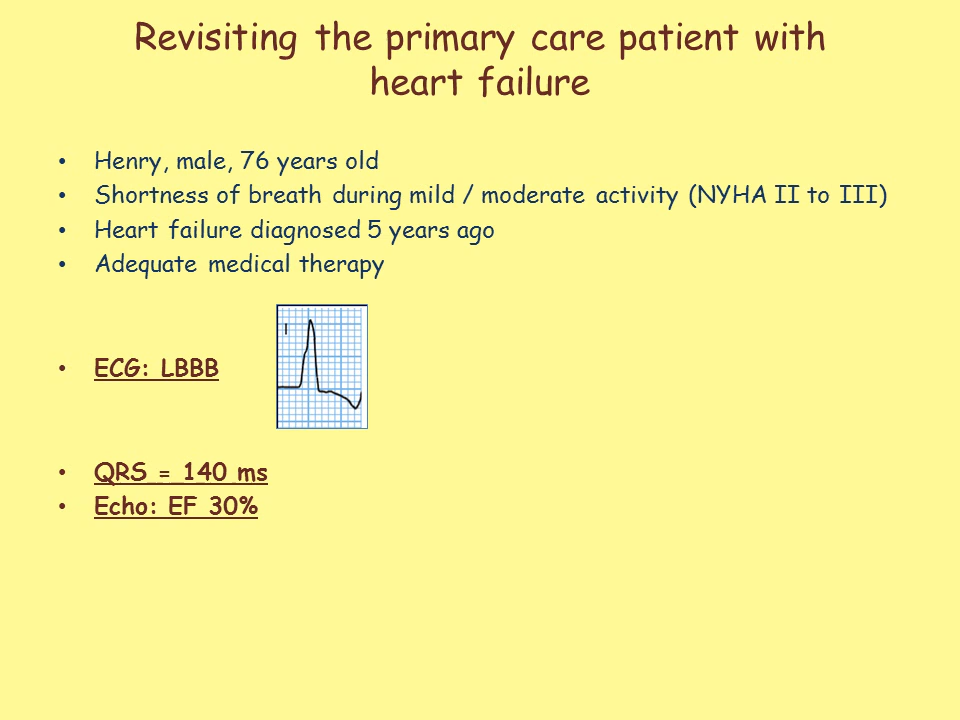 Revisiting the primary care patient with
heart failure
• Henry, male, 76 years old
• Shortness of breath during mild / moderate activity (NYHA II to III)
• Heart failure diagnosed 5 years ago
• Adequate medical therapy
I
• ECG: LBBB
• QRS = 140 ms
• Echo: EF 30%